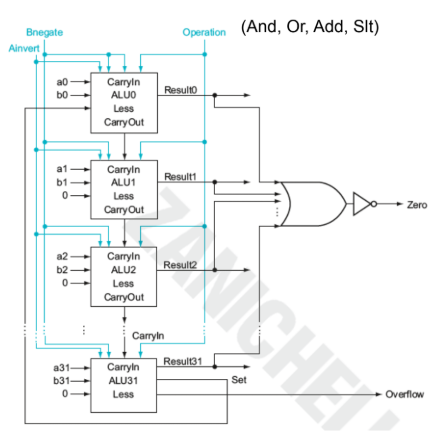 (And, Or, Add, Slt)
Bnegate
Operation
Ainvert
a0
b0
CarryIn
ALU0
Less
CarryOut
Result0
a1
b1
0
CarryIn
ALU1
Less
CarryOut
Result1
Zero
a2
b2
0
CarryIn
ALU2
Less
CarryOut
Result2
CarryIn
a31
b31
0
CarryIn
ALU31
Less
Result31
Set
Overflow
ZANICHELLI